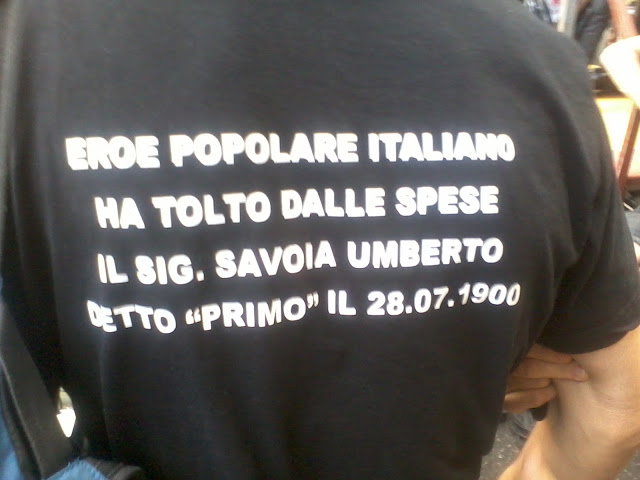 EROE POPOLARE ITALIANO
HA TOLTO DALLE SPESE
IL SIG. SAVOIA UMBERTO
DETTO “PRIMO” IL 28.07.1900